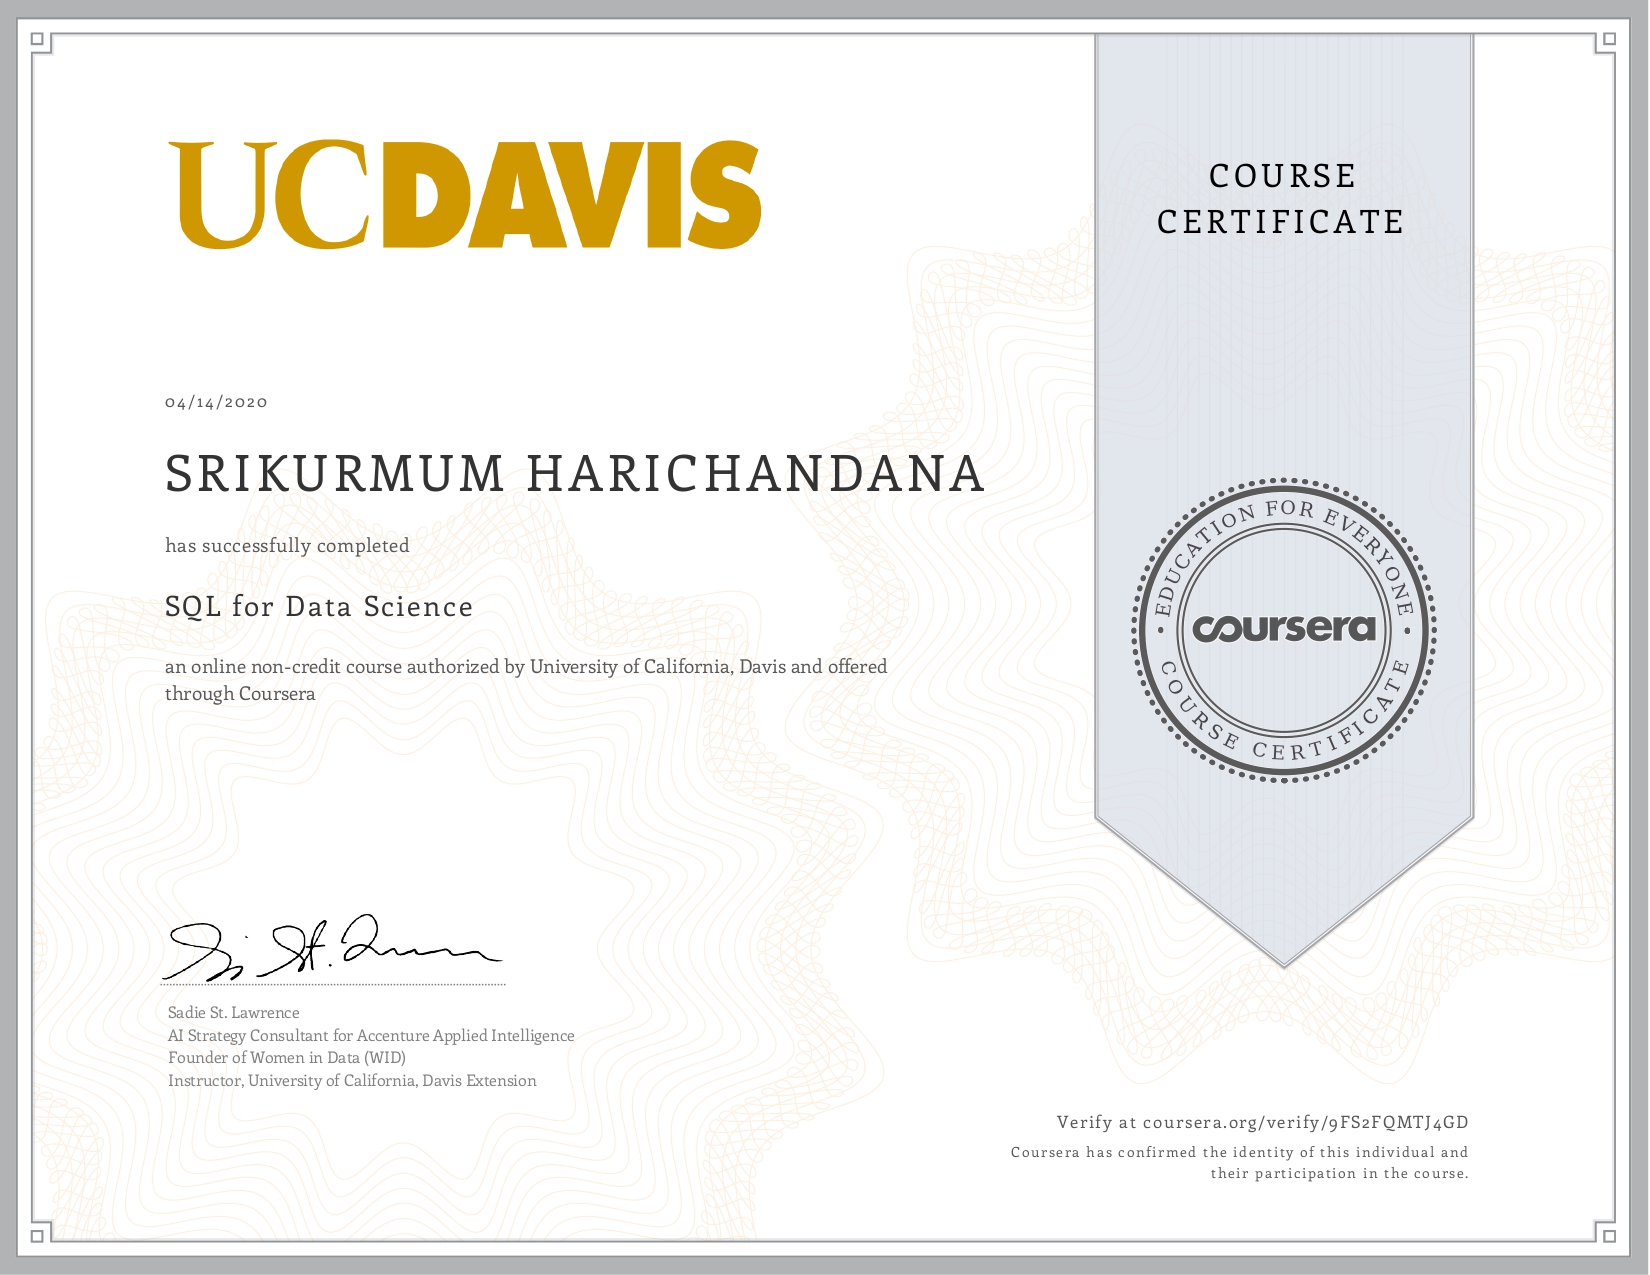 UCDAVIS
COURSE
CERTIFICATE
04/14/2020
SRIKURMUM HARICHANDANA
has successfully completed
SQL for Data Science
an online non-credit course authorized by University of California, Davis and offered
through Coursera
EDUCATION FOR EVERYONE
coursera
COURSE CERTIFICATE
Sadie St. Lawrence
AI Strategy Consultant for Accenture Applied Intelligence
Founder of Women in Data (WID)
Instructor, University of California, Davis Extension
Verify at coursera.org/verify/9FS2FQMTJ4GD
Coursera has confirmed the identity of this individual and
their participation in the course.